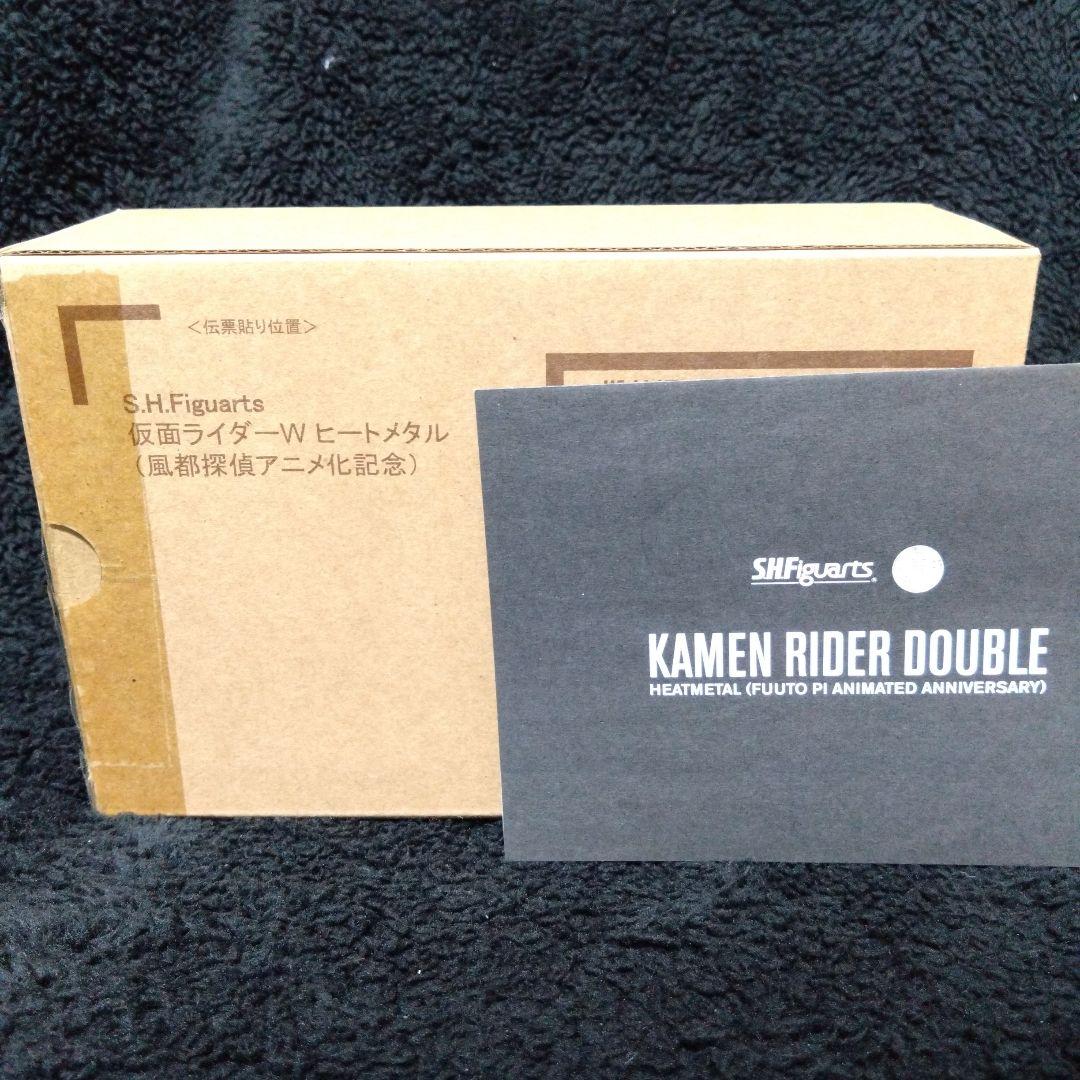 <伝票貼り位置>
S.H.Figuarts
仮面ライダーW ヒートメタル
（風都探偵アニメ化記念）
S.H.Figuarts
KAMEN RIDER DOUBLE
HEATMETAL (FUUTO PI ANIMATED ANNIVERSARY)